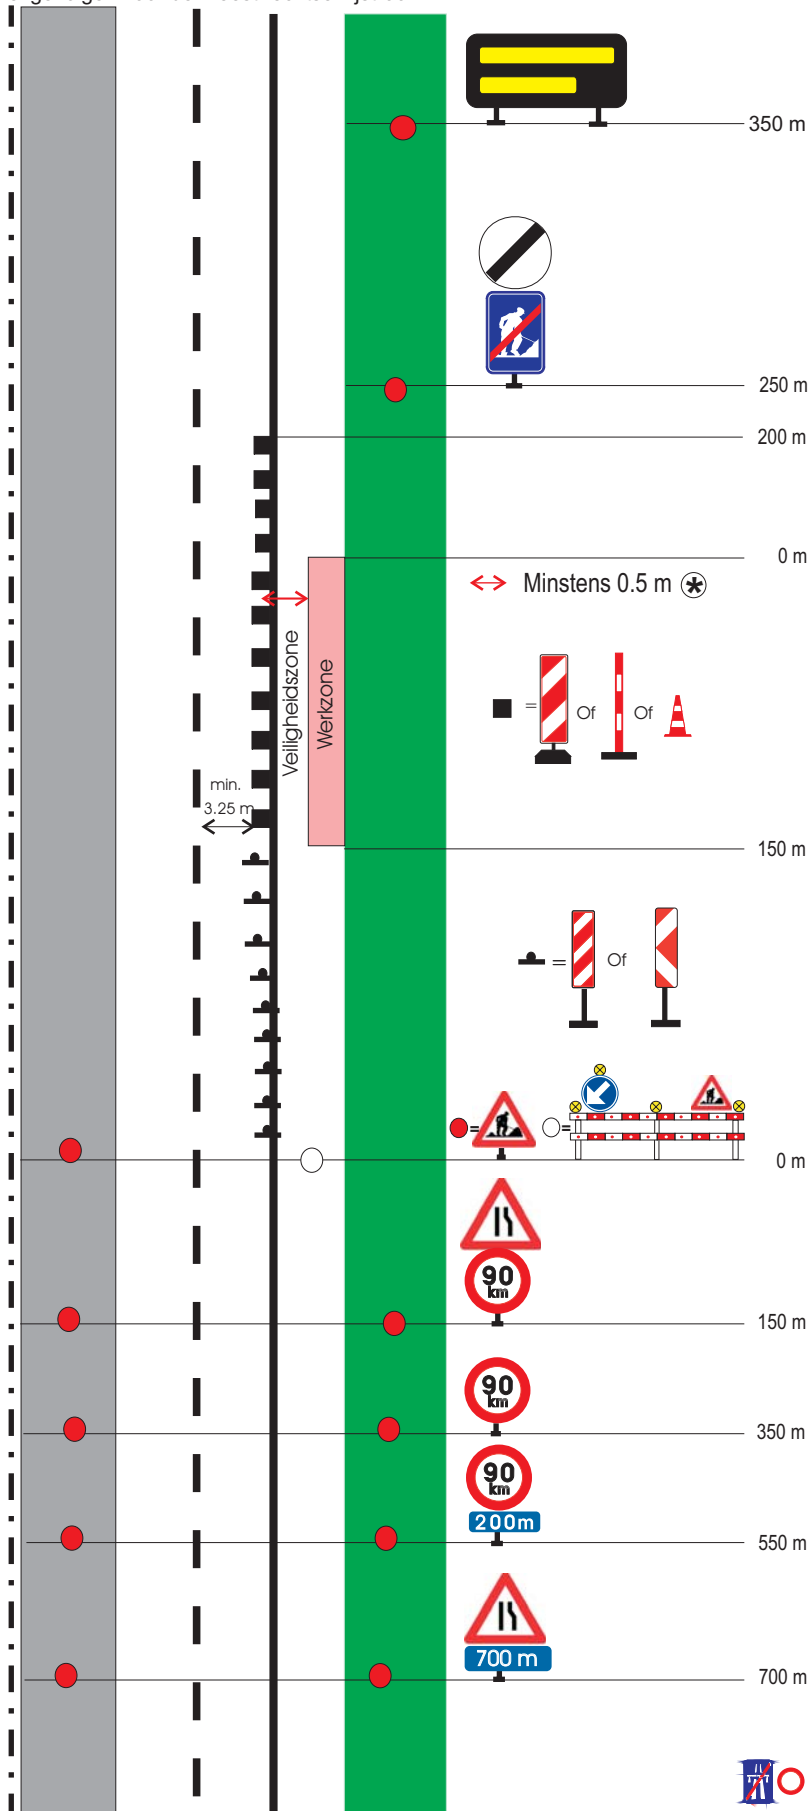 350 m
250 m
200 m
0 m
Minstens 0.5 m *
Veiligheidszone
Werkzone
= Of Of
min.
3.25 m
150 m
= Of
= =
0 m
90
km
150 m
90
km
350 m
90
km
200m
550 m
700 m
700 m